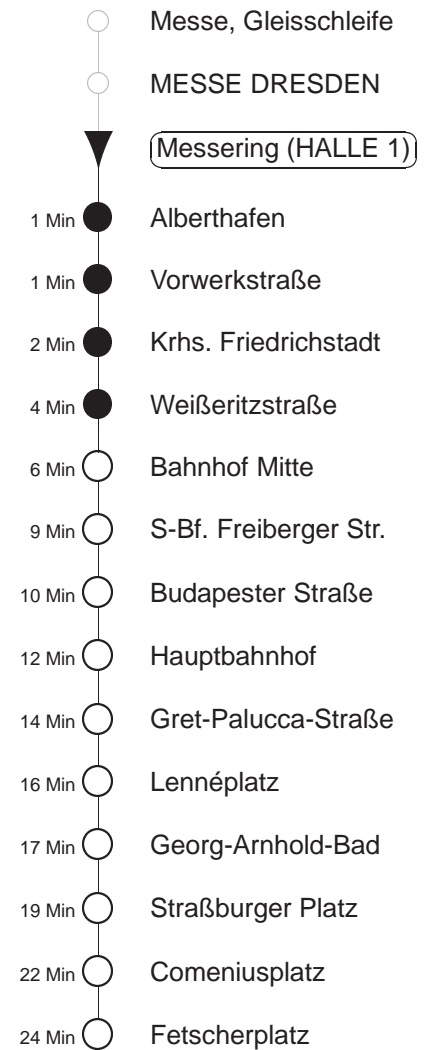 Messe, Gleisschleife
MESSE DRESDEN
Messering (HALLE 1)
1 Min Alberthafen
1 Min Vorwerkstraße
2 Min Krhs. Friedrichstadt
4 Min Weißeritzstraße
6 Min Bahnhof Mitte
9 Min S-Bf. Freiberger Str.
10 Min Budapester Straße
12 Min Hauptbahnhof
14 Min Gret-Palucca-Straße
16 Min Lennéplatz
17 Min Georg-Arnhold-Bad
19 Min Straßburger Platz
22 Min Comeniusplatz
24 Min Fetscherplatz